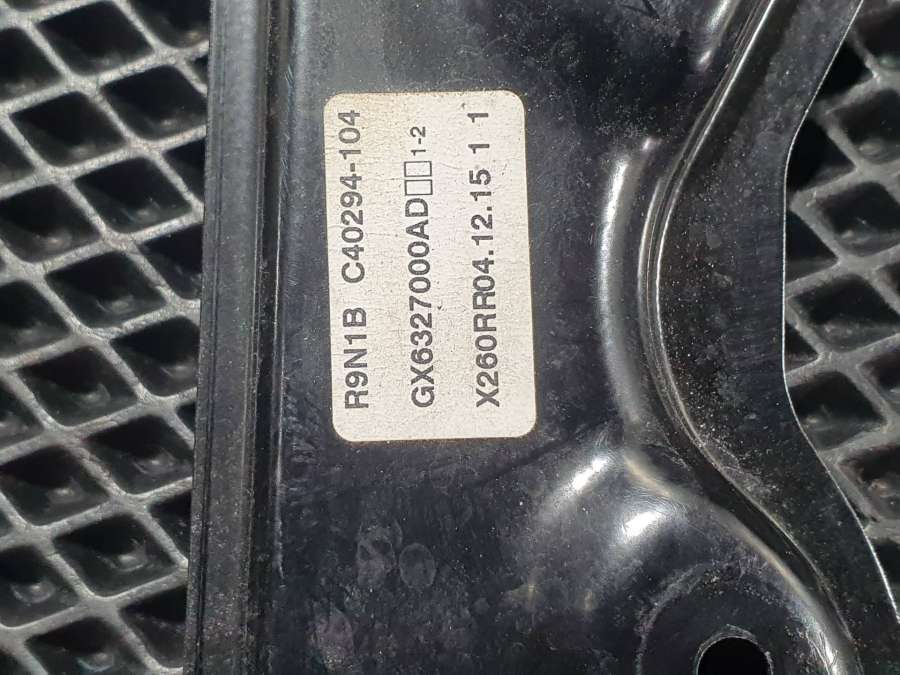 R9N1B C40294-104
GX6327000AD□□1-2
X260RR04.12.15 1 1